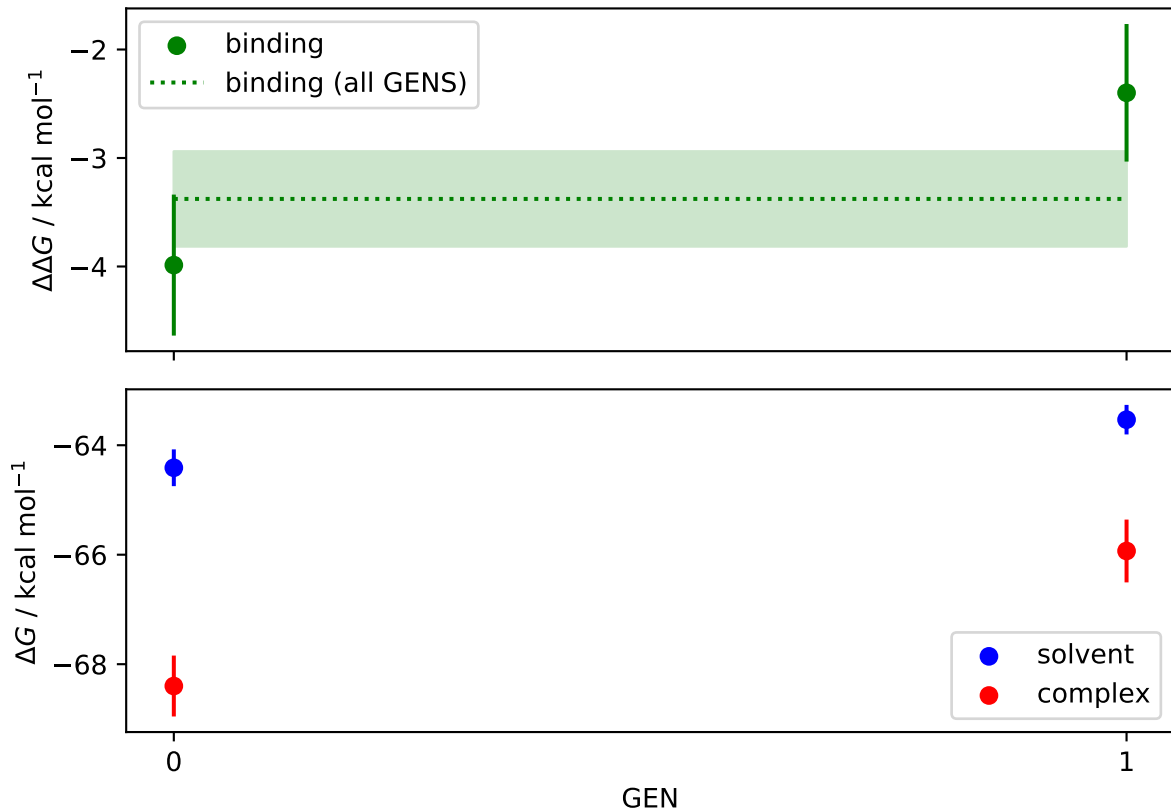 binding
binding (all GENS)
ΔΔG / kcal mol⁻¹
−2
−3
−4
ΔG / kcal mol⁻¹
−64
−66
−68
solvent
complex
0
1
GEN